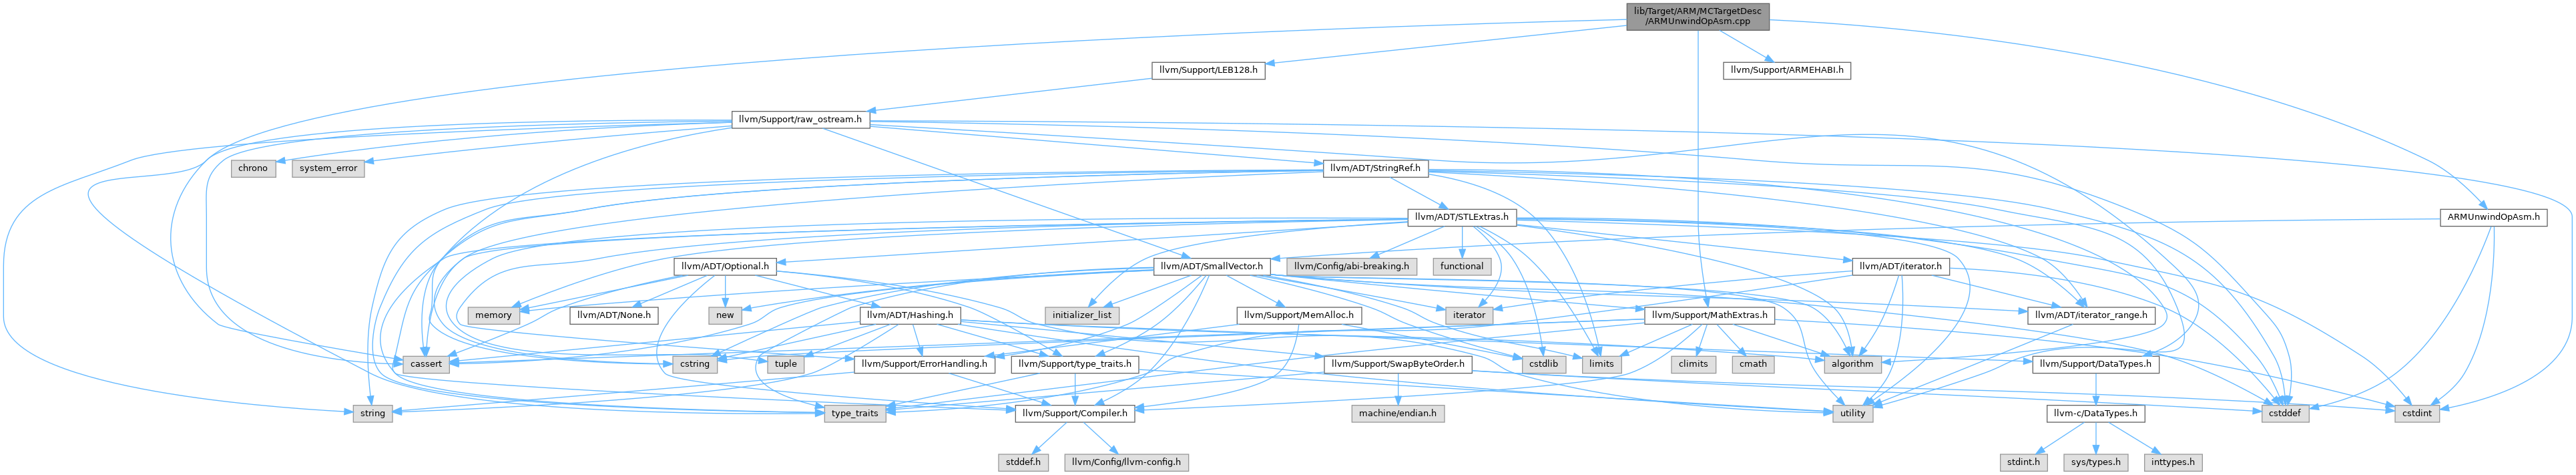 lib/Target/ARM/MCTargetDesc
/ARMUnwindOpAsm.cpp
llvm/Support/LEB128.h
llvm/Support/ARMEHABI.h
llvm/Support/raw_ostream.h
chrono
system_error
llvm/ADT/StringRef.h
llvm/ADT/STLExtras.h
ARMUnwindOpAsm.h
llvm/ADT/Optional.h
llvm/ADT/SmallVector.h
llvm/Config/abi-breaking.h
functional
llvm/ADT/iterator.h
memory
llvm/ADT/None.h
new
llvm/ADT/Hashing.h
initializer_list
llvm/Support/MemAlloc.h
iterator
llvm/Support/MathExtras.h
llvm/ADT/iterator_range.h
cassert
cstring
tuple
llvm/Support/ErrorHandling.h
llvm/Support/type_traits.h
llvm/Support/SwapByteOrder.h
cstdlib
limits
climits
cmath
algorithm
llvm/Support/DataTypes.h
string
type_traits
llvm/Support/Compiler.h
machine/endian.h
utility
llvm-c/DataTypes.h
cstddef
cstdint
stddef.h
llvm/Config/llvm-config.h
stdint.h
sys/types.h
inttypes.h